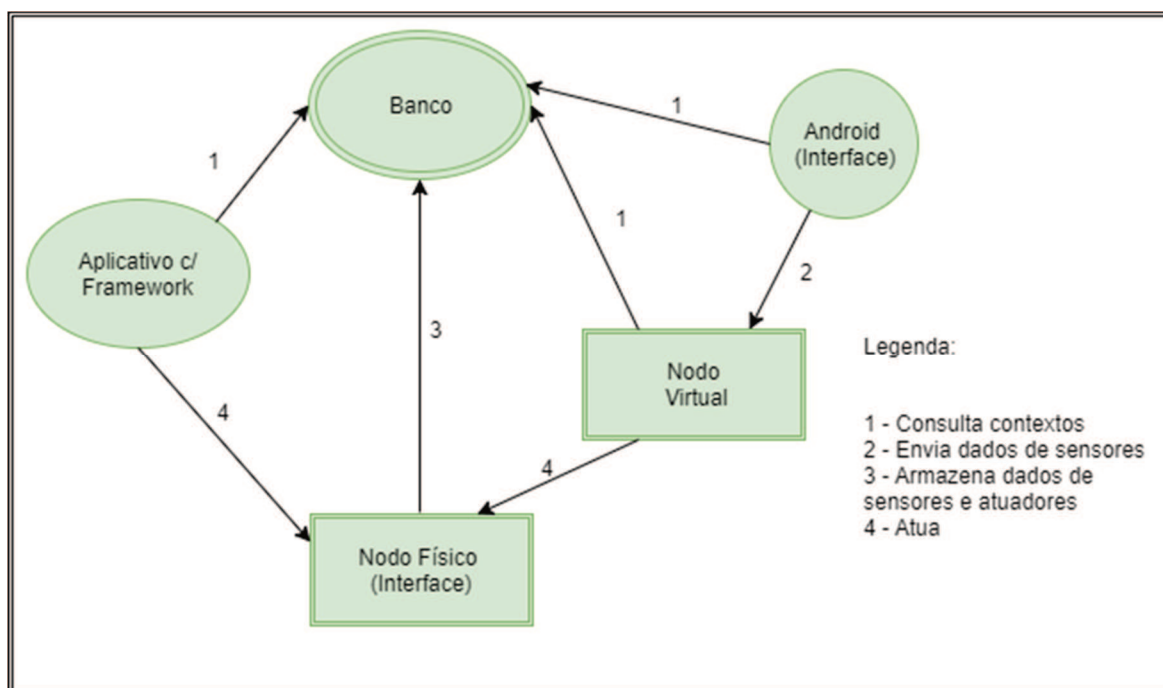 Banco
1
Android
(Interface)
1
Aplicativo c/
Framework
1
2
3
Nodo
Virtual
Legenda:
4
4
1 - Consulta contextos
2 - Envia dados de sensores
3 - Armazena dados de
sensores e atuadores
4 - Atua
Nodo Físico
(Interface)